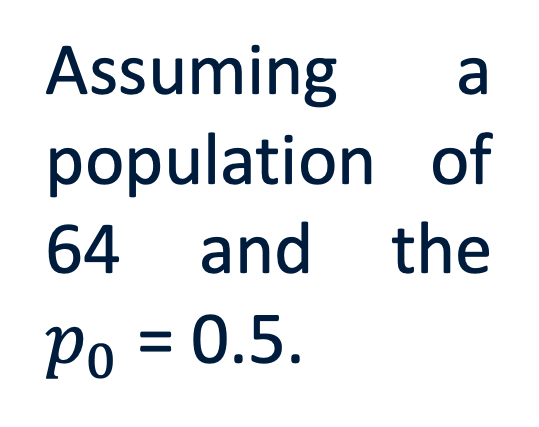 Assuming a
population of
64 and the
p₀ = 0.5.